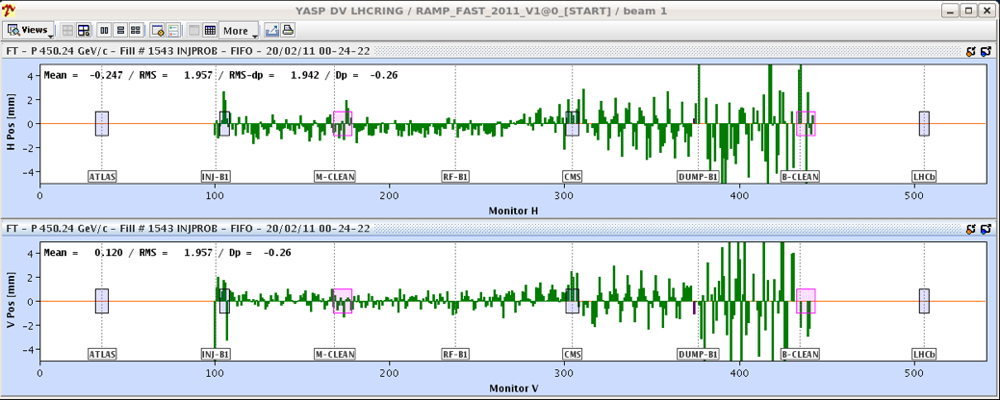 YASP DV LHCRING / RAMP_FAST_2011_V1@0_[START] / beam 1
Views More
FT - P 450.24 GeV/c - Fill # 1543 INJPROB - FIFO - 20/02/11 00-24-22
Mean = -0.247 / RMS = 1.957 / RMS-dp = 1.942 / Dp = -0.26
H Pos [mm]
4
2
0
-2
-4
ATLAS INJ-B1 M-CLEAN RF-B1 CMS DUMP-B1 B-CLEAN LHCb
0 100 200 300 400 500
Monitor H
FT - P 450.24 GeV/c - Fill # 1543 INJPROB - FIFO - 20/02/11 00-24-22
Mean = 0.120 / RMS = 1.957 / Dp = -0.26
V Pos [mm]
4
2
0
-2
-4
ATLAS INJ-B1 M-CLEAN RF-B1 CMS DUMP-B1 B-CLEAN LHCb
0 100 200 300 400 500
Monitor V